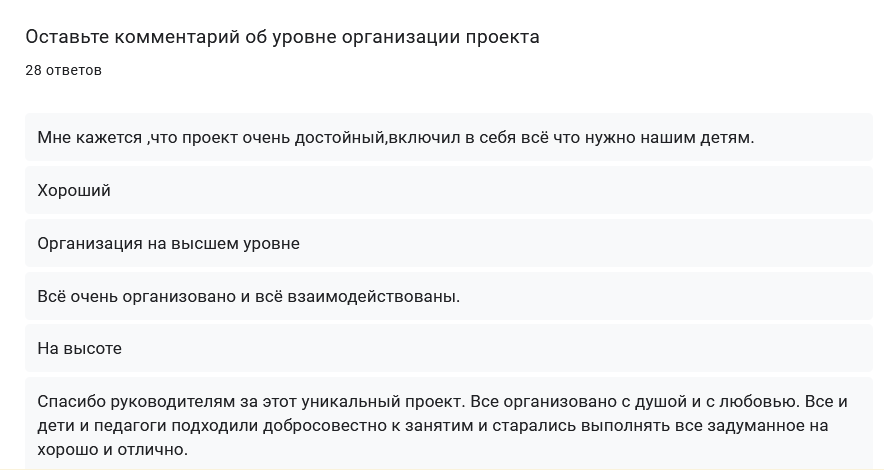 Оставьте комментарий об уровне организации проекта
28 ответов
Мне кажется ,что проект очень достойный,включил в себя всё что нужно нашим детям.
Хороший
Организация на высшем уровне
Всё очень организовано и всё взаимодействованы.
На высоте
Спасибо руководителям за этот уникальный проект. Все организовано с душой и с любовью. Все и
дети и педагоги подходили добросовестно к занятим и старались выполнять все задуманное на
хорошо и отлично.